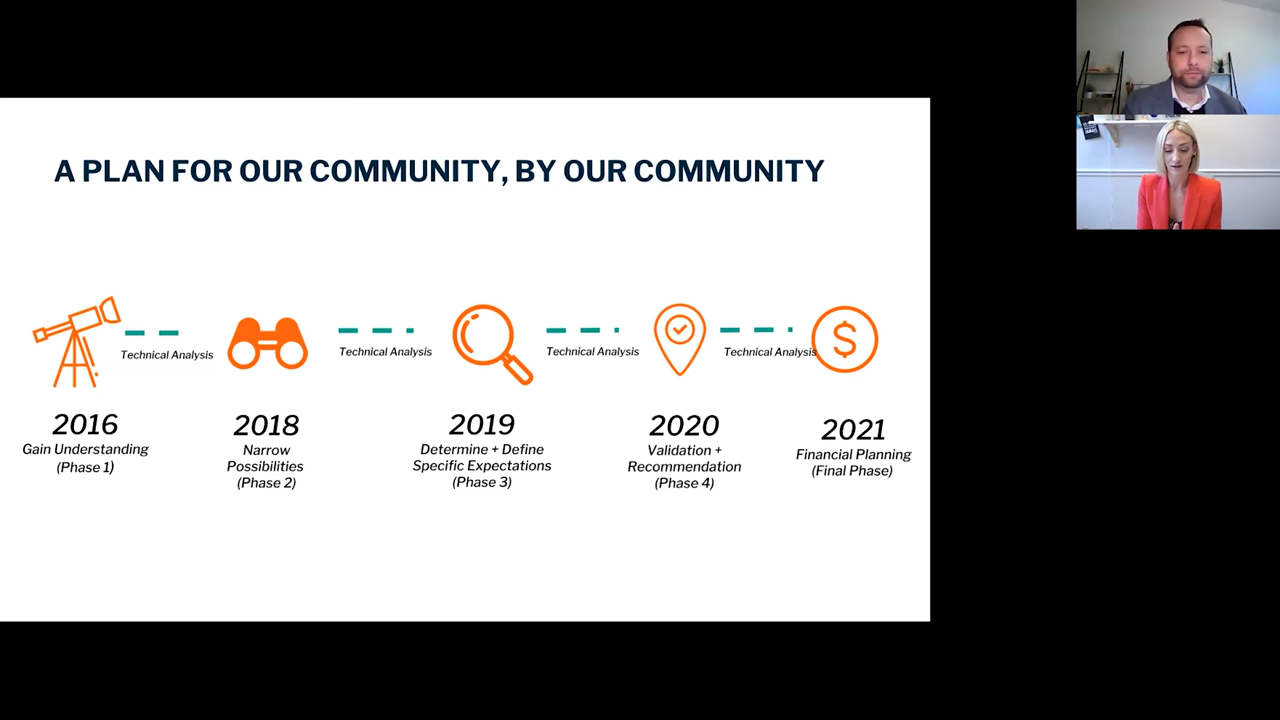 A PLAN FOR OUR COMMUNITY, BY OUR COMMUNITY
Technical Analysis
Technical Analysis
Technical Analysis
Technical Analysis
$
2016
Gain Understanding
(Phase 1)
2018
Narrow
Possibilities
(Phase 2)
2019
Determine + Define
Specific Expectations
(Phase 3)
2020
Validation +
Recommendation
(Phase 4)
2021
Financial Planning
(Final Phase)